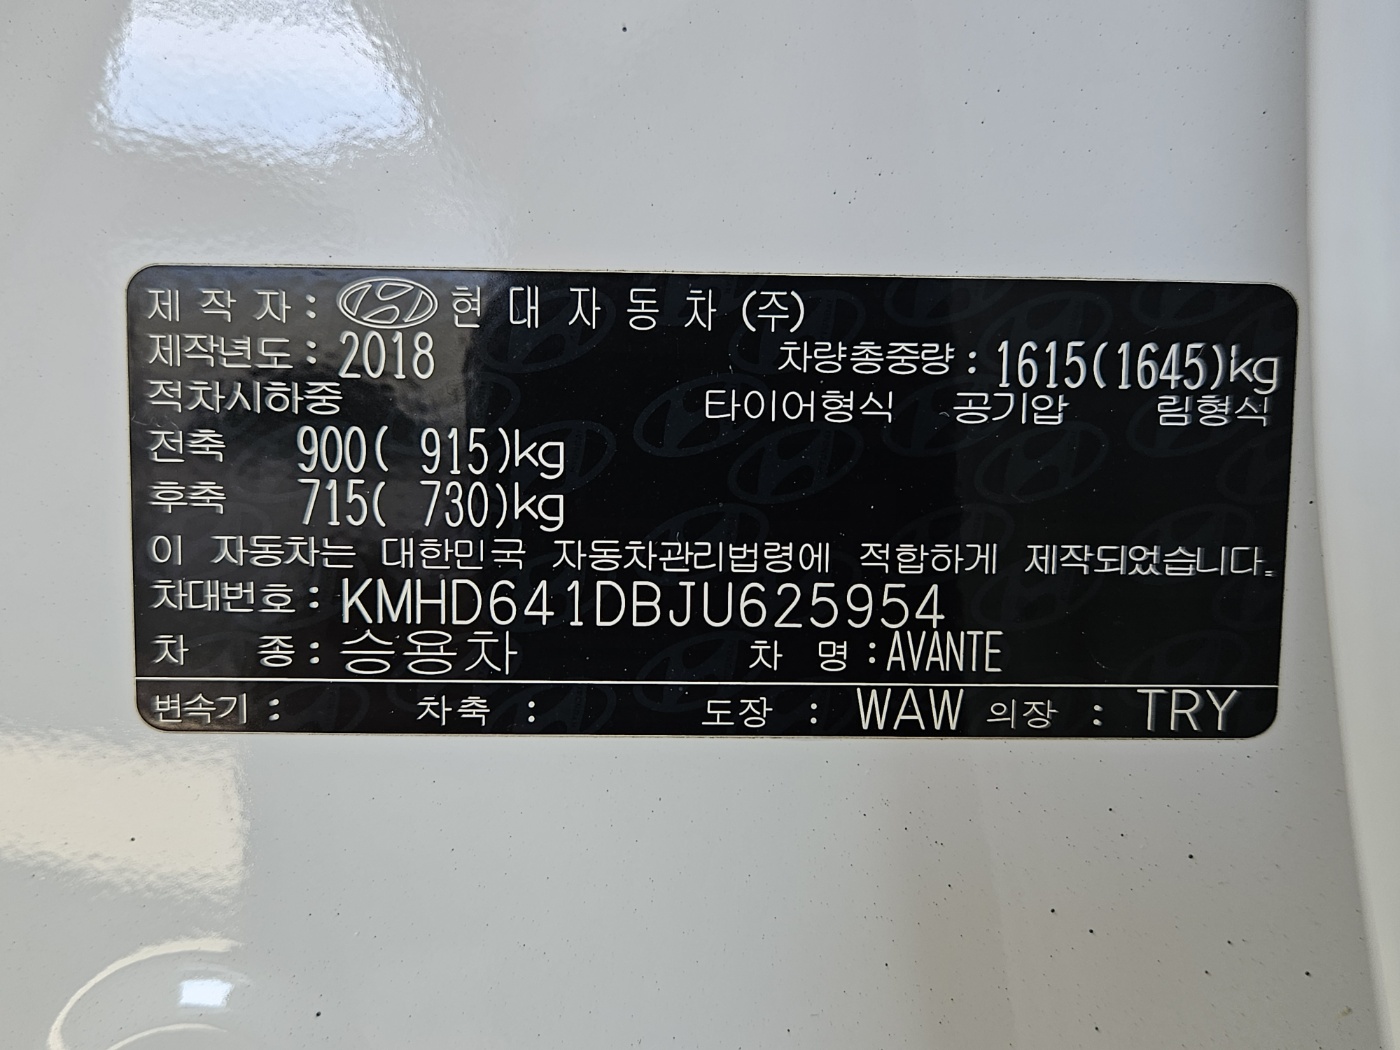 제 작 자 : 현 대 자 동 차 (주)
제작년도 : 2018 차량총중량 : 1615(1645)kg
적차시하중 타이어형식 공기압 림형식
전축 900( 915)kg
후축 715( 730)kg
이 자동차는 대한민국 자동차관리법령에 적합하게 제작되었습니다.
차대번호 : KMHD641DBJU625954
차 종 : 승용차 차 명 : AVANTE
변속기 : 차축 : 도장 : WAW 의장 : TRY